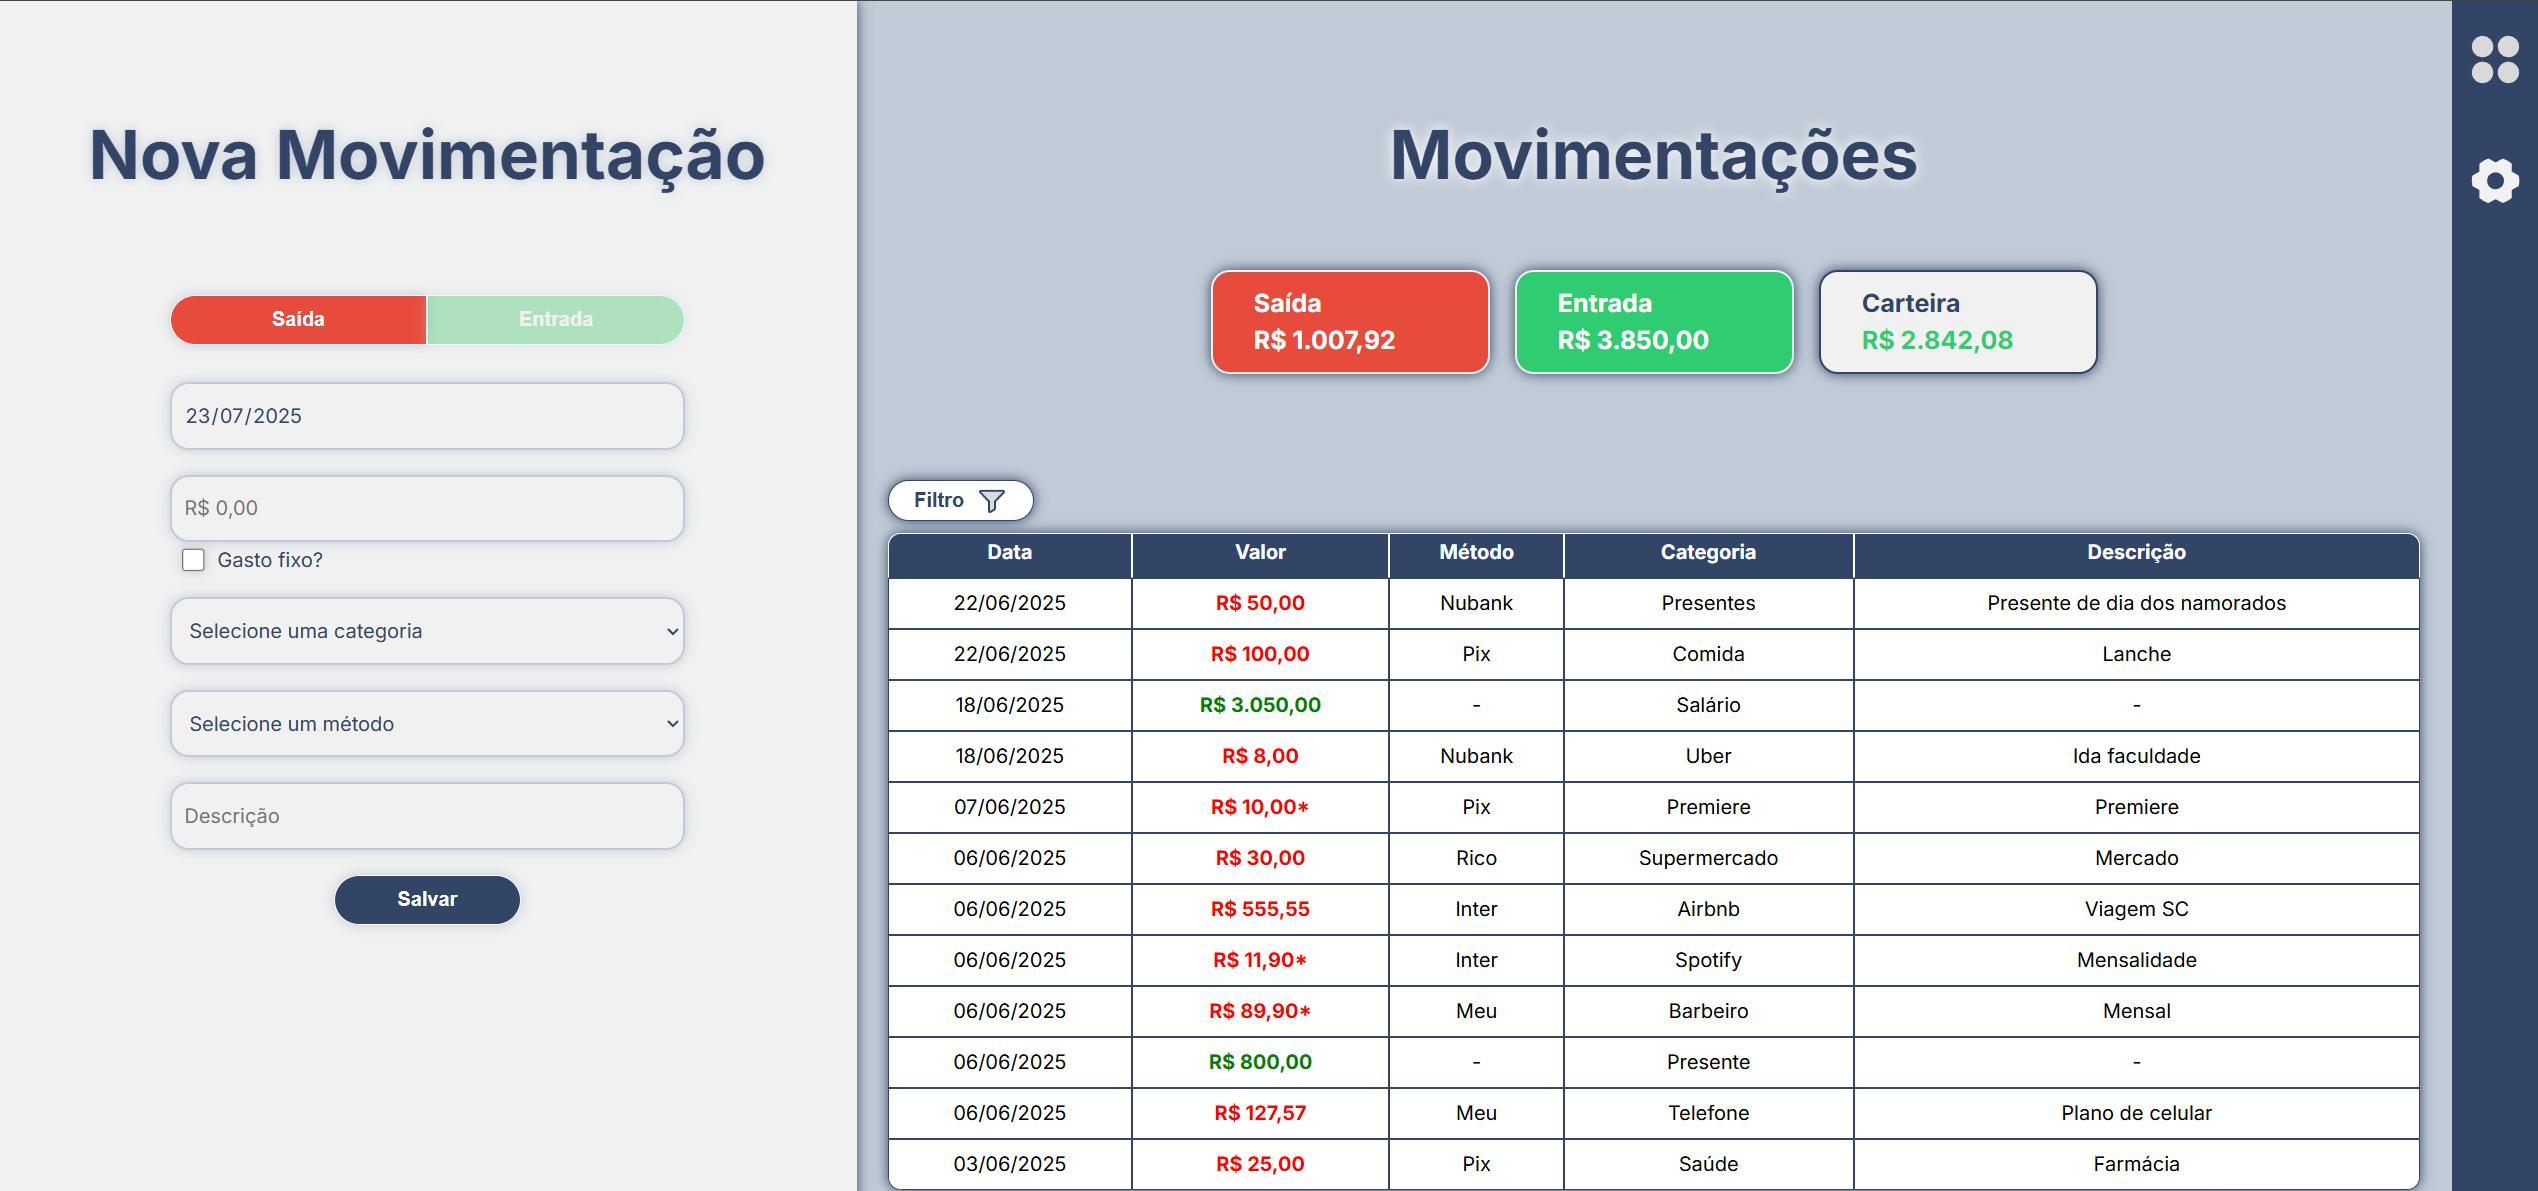 Nova Movimentação
Saída Entrada
23/07/2025
R$ 0,00
Gasto fixo?
Selecione uma categoria
Selecione um método
Descrição
Salvar
Movimentações
Saída
R$ 1.007,92
Entrada
R$ 3.850,00
Carteira
R$ 2.842,08
Filtro
Data Valor Método Categoria Descrição
22/06/2025 R$ 50,00 Nubank Presentes Presente de dia dos namorados
22/06/2025 R$ 100,00 Pix Comida Lanche
18/06/2025 R$ 3.050,00 - Salário -
18/06/2025 R$ 8,00 Nubank Uber Ida faculdade
07/06/2025 R$ 10,00* Pix Premiere Premiere
06/06/2025 R$ 30,00 Rico Supermercado Mercado
06/06/2025 R$ 555,55 Inter Airbnb Viagem SC
06/06/2025 R$ 11,90* Inter Spotify Mensalidade
06/06/2025 R$ 89,90* Meu Barbeiro Mensal
06/06/2025 R$ 800,00 - Presente -
06/06/2025 R$ 127,57 Meu Telefone Plano de celular
03/06/2025 R$ 25,00 Pix Saúde Farmácia